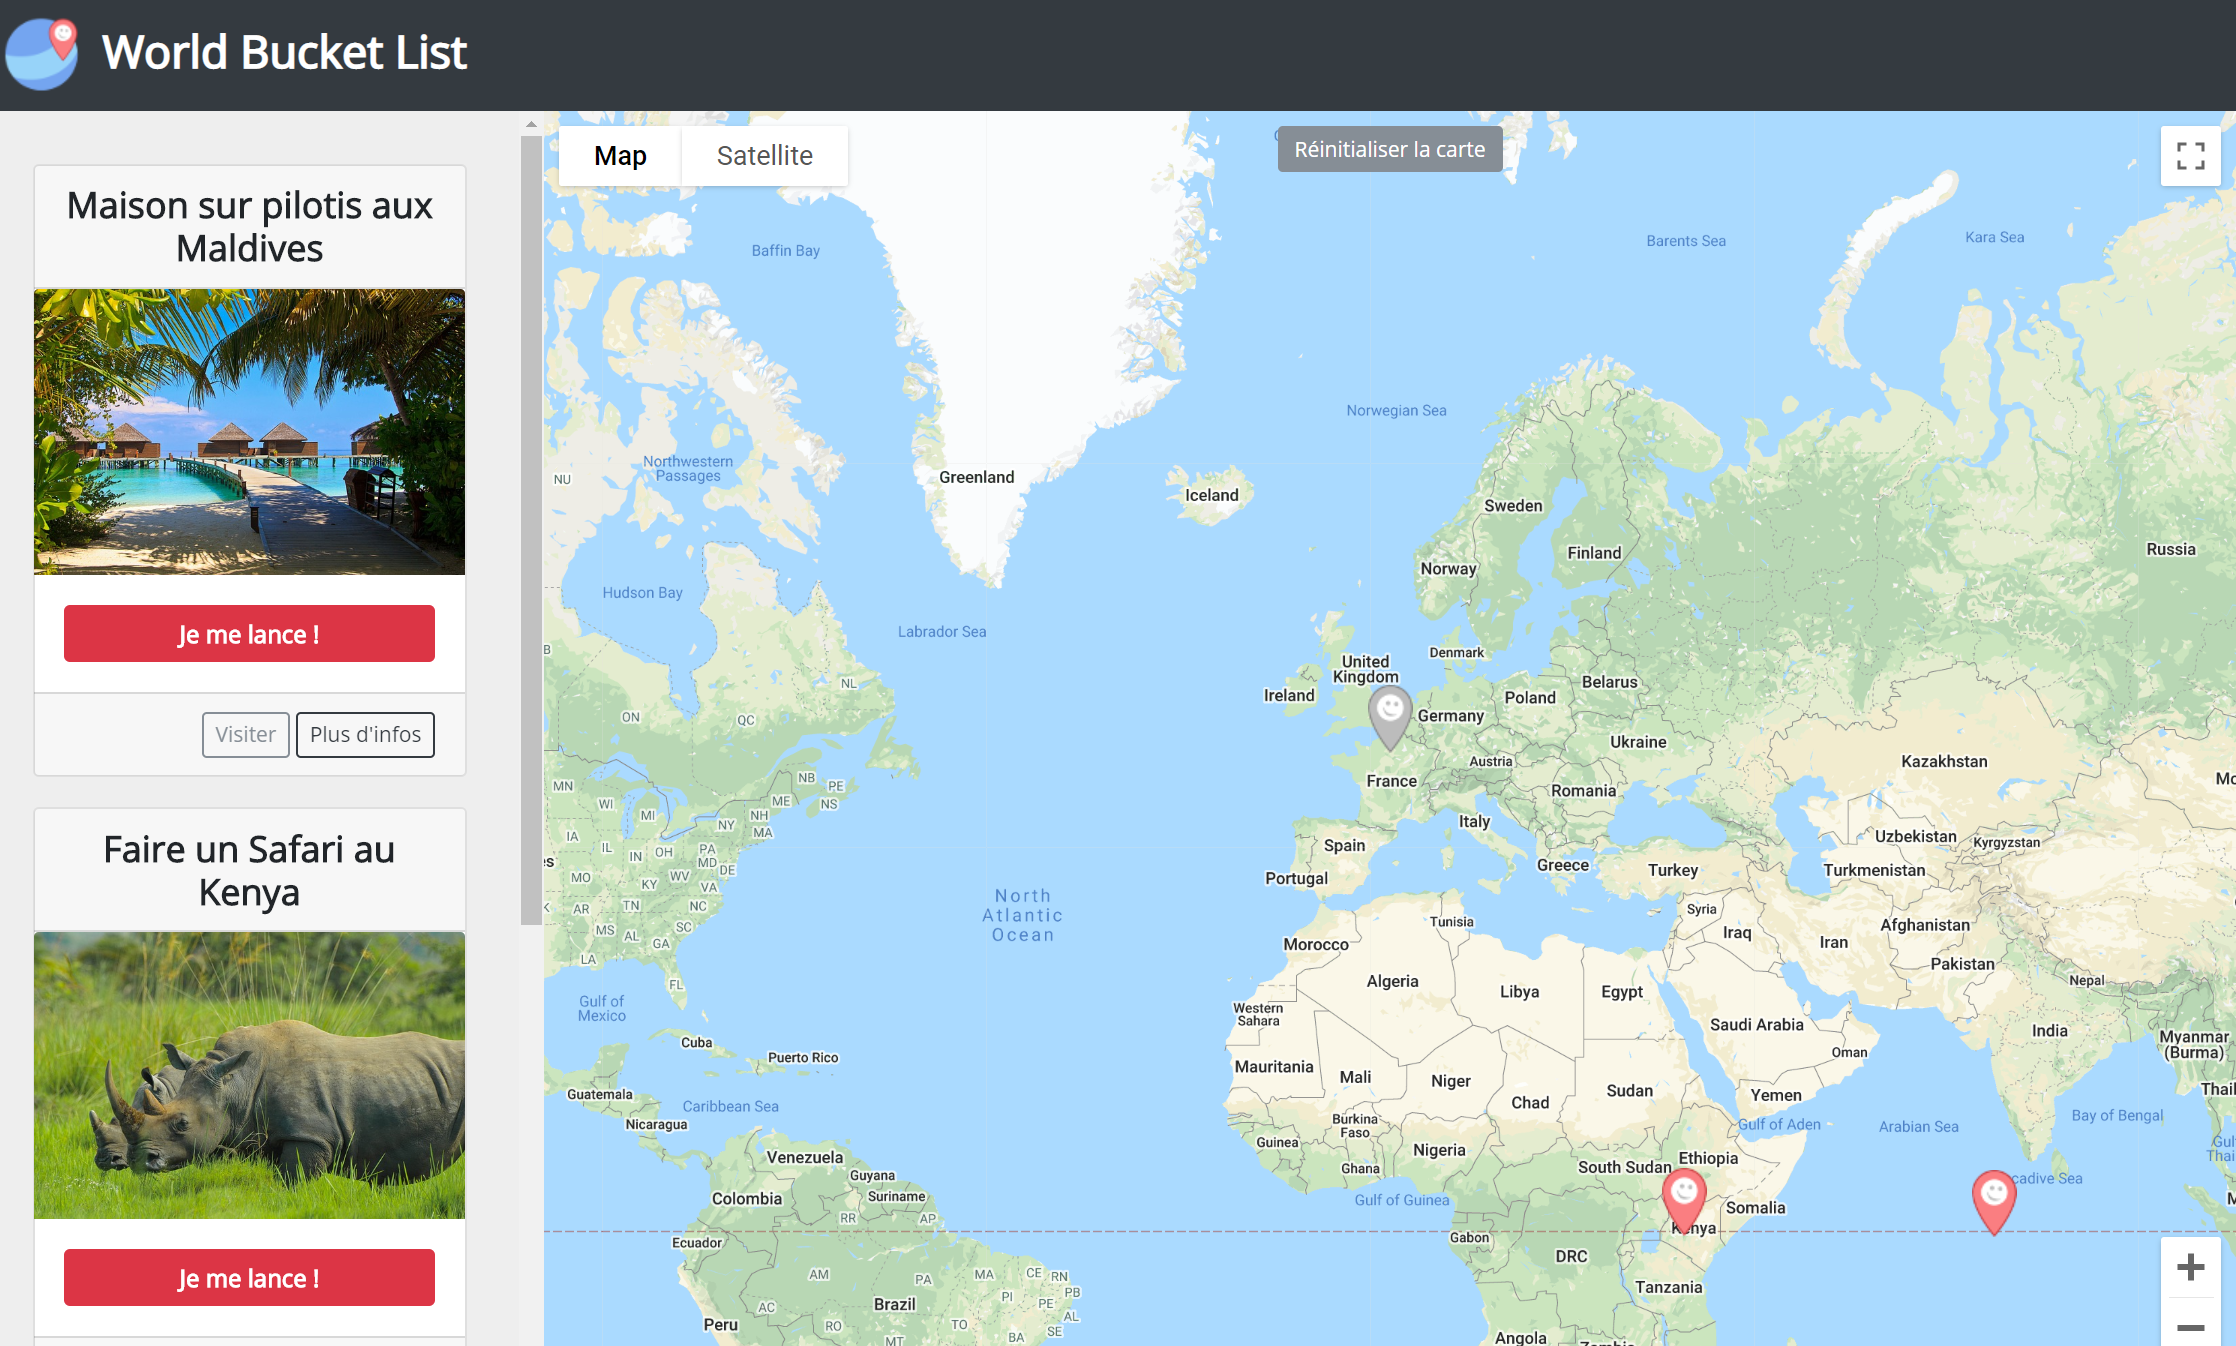 World Bucket List
Maison sur pilotis aux
Maldives
Je me lance !
Visiter
Plus d'infos
Faire un Safari au
Kenya
Je me lance !
Map
Satellite
Réinitialiser la carte
Baffin Bay
Barents Sea
Kara Sea
Norwegian Sea
Northwestern
Passages
NU
Greenland
Iceland
Sweden
Finland
Russia
Norway
Hudson Bay
Labrador Sea
Denmark
United
Kingdom
Ireland
Belarus
Poland
NL
ON
QC
Germany
Ukraine
Austria
Kazakhstan
France
Romania
MN
NB
PE
WI
ME
NS
MI
NH
NY
MA
Italy
IA
Uzbekistan
Kyrgyzstan
Spain
IL
IN
OH
PA
MD
DE
Greece
Turkey
Turkmenistan
MO
KY
WV
VA
Portugal
North
Atlantic
Ocean
AR
TN
NC
Syria
Tunisia
Afghanistan
MS
AL
SC
GA
Iraq
Iran
Morocco
LA
Pakistan
FL
Algeria
Libya
Egypt
Nepal
Gulf of
Mexico
Western
Sahara
Saudi Arabia
India
Myanmar
(Burma)
Cuba
Puerto Rico
Oman
Mauritania
Mali
Niger
Chad
Sudan
Yemen
Guatemala
Caribbean Sea
Nicaragua
Burkina
Faso
Gulf of Aden
Arabian Sea
Bay of Bengal
Guinea
Nigeria
Venezuela
Ghana
South Sudan
Ethiopia
Guyana
Suriname
Colombia
Gulf of Guinea
Somalia
RR
AP
Kenya
Ecuador
Gabon
DRC
AM
PA
MA
CE
RN
Tanzania
PI
PB
PE
AL
AC
Brazil
Peru
RO
TO
SE
BA
MT
Angola